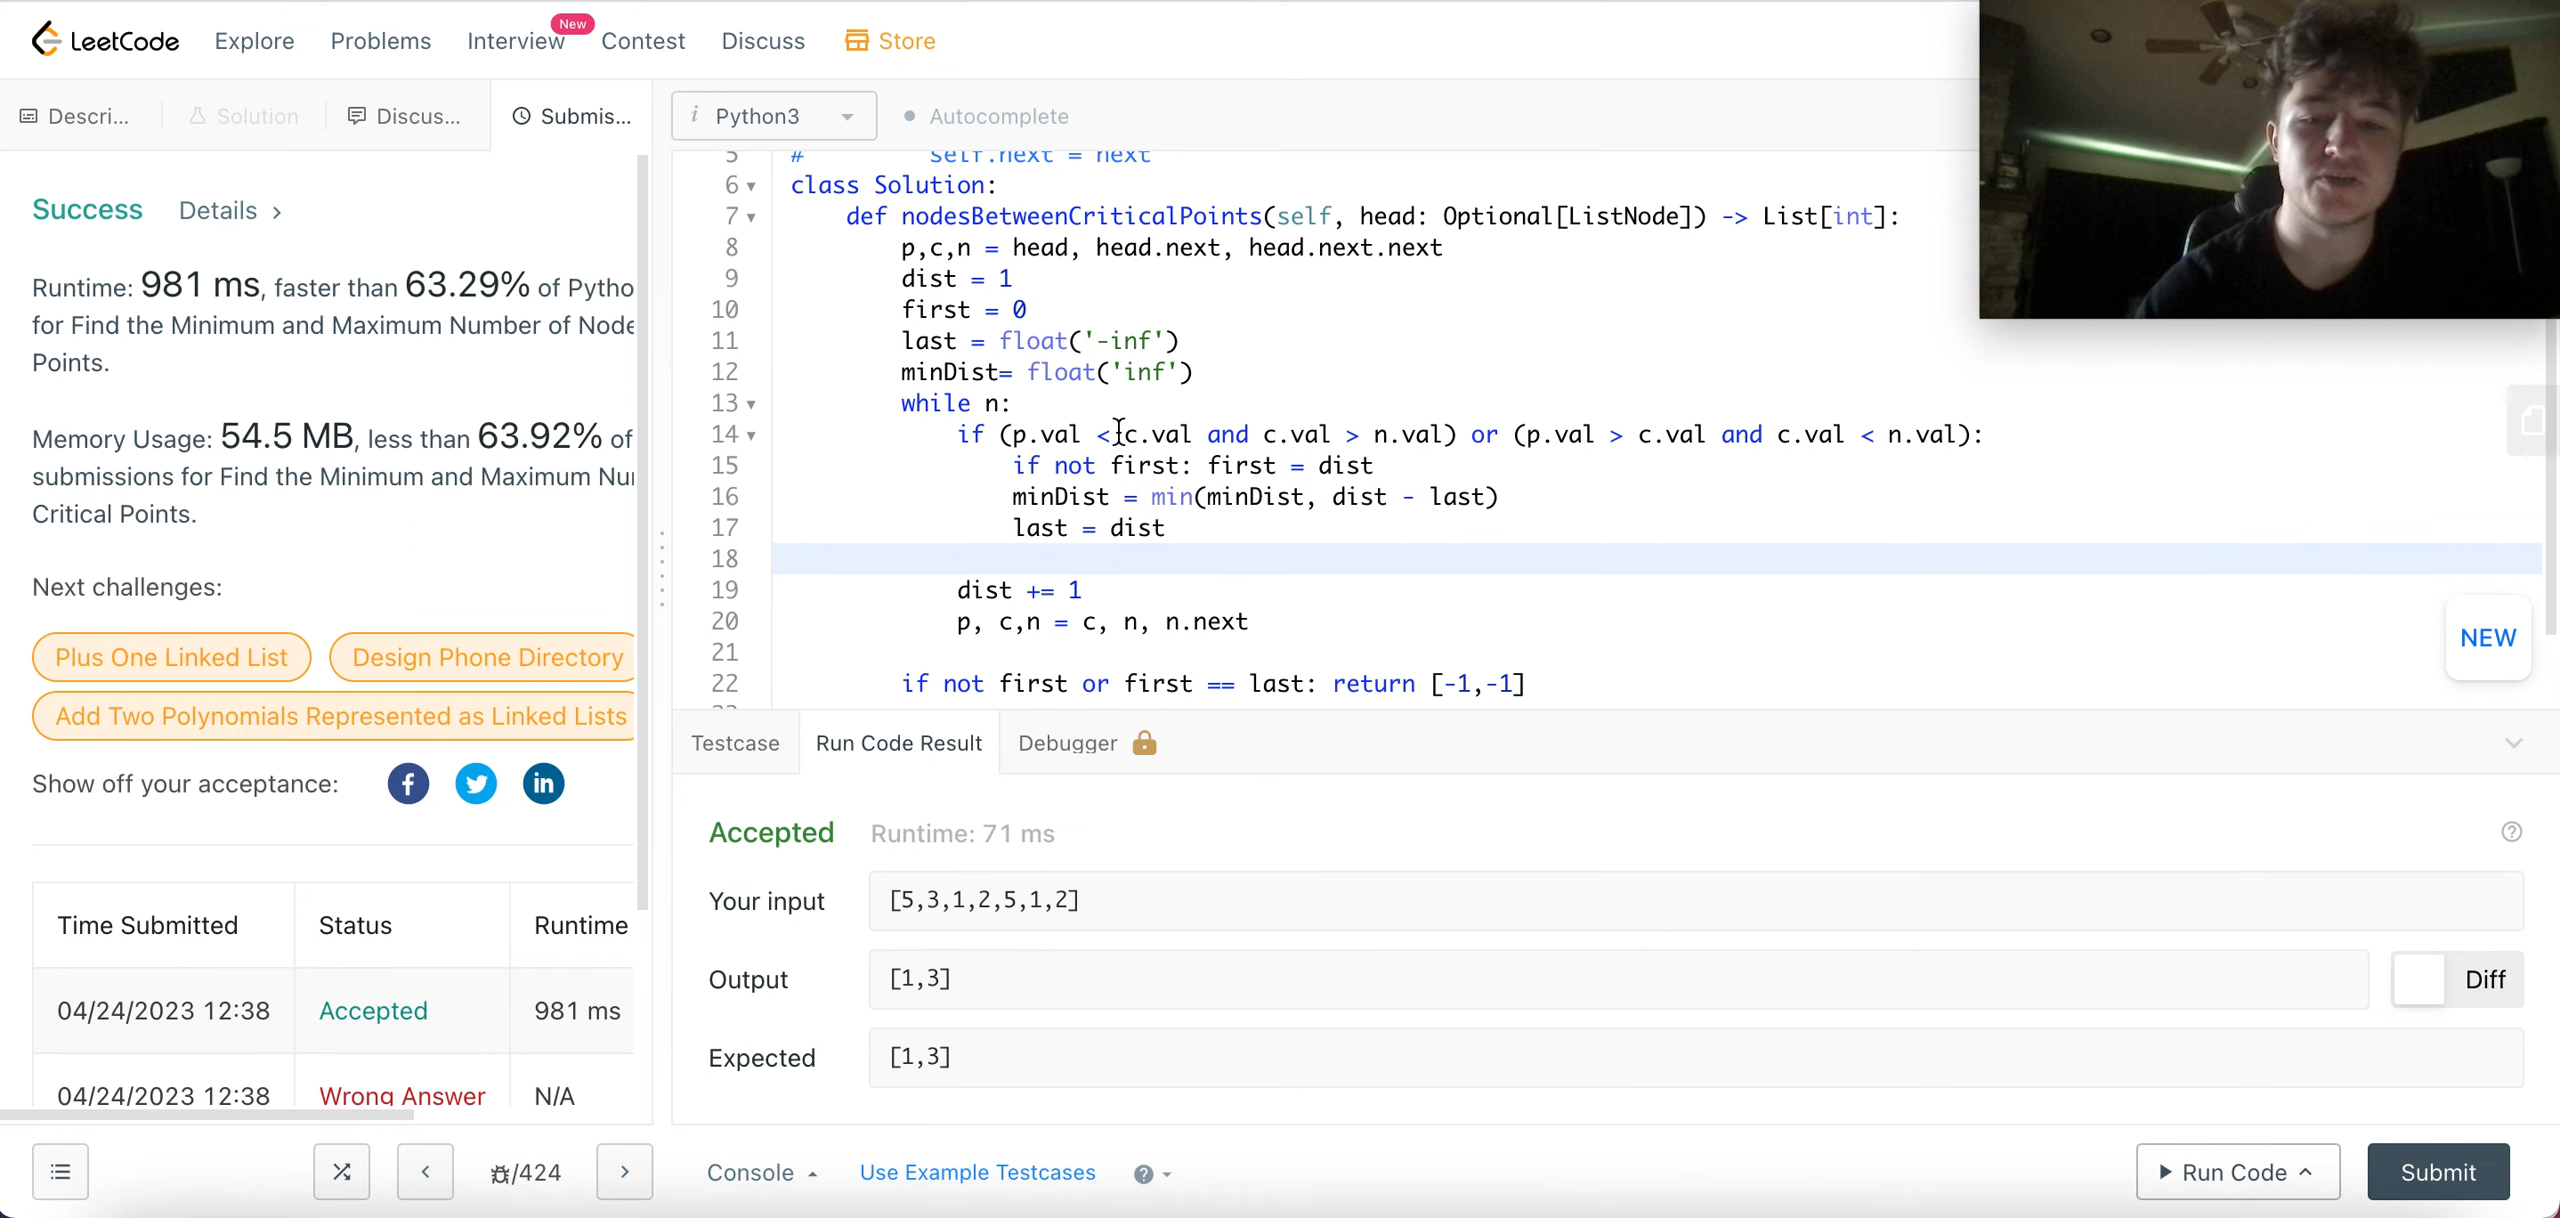 LeetCode Explore Problems Interview New Contest Discuss Store
Descri... Solution Discus... Submis...
i Python3 Autocomplete
5 # self.next = next
6 class Solution:
7 def nodesBetweenCriticalPoints(self, head: Optional[ListNode]) -> List[int]:
8 p,c,n = head, head.next, head.next.next
9 dist = 1
10 first = 0
11 last = float('-inf')
12 minDist= float('inf')
13 while n:
14 if (p.val < c.val and c.val > n.val) or (p.val > c.val and c.val < n.val):
15 if not first: first = dist
16 minDist = min(minDist, dist - last)
17 last = dist
18
19 dist += 1
20 p, c,n = c, n, n.next
21
22 if not first or first == last: return [-1,-1]
Success Details >
Runtime: 981 ms, faster than 63.29% of Pytho
for Find the Minimum and Maximum Number of Node
Points.
Memory Usage: 54.5 MB, less than 63.92% of
submissions for Find the Minimum and Maximum Nu
Critical Points.
Next challenges:
Plus One Linked List Design Phone Directory
Add Two Polynomials Represented as Linked Lists
Show off your acceptance:
Time Submitted Status Runtime
04/24/2023 12:38 Accepted 981 ms
04/24/2023 12:38 Wrong Answer N/A
NEW
Testcase Run Code Result Debugger
Accepted Runtime: 71 ms
Your input [5,3,1,2,5,1,2]
Output [1,3] Diff
Expected [1,3]
/424
Console Use Example Testcases
Run Code Submit